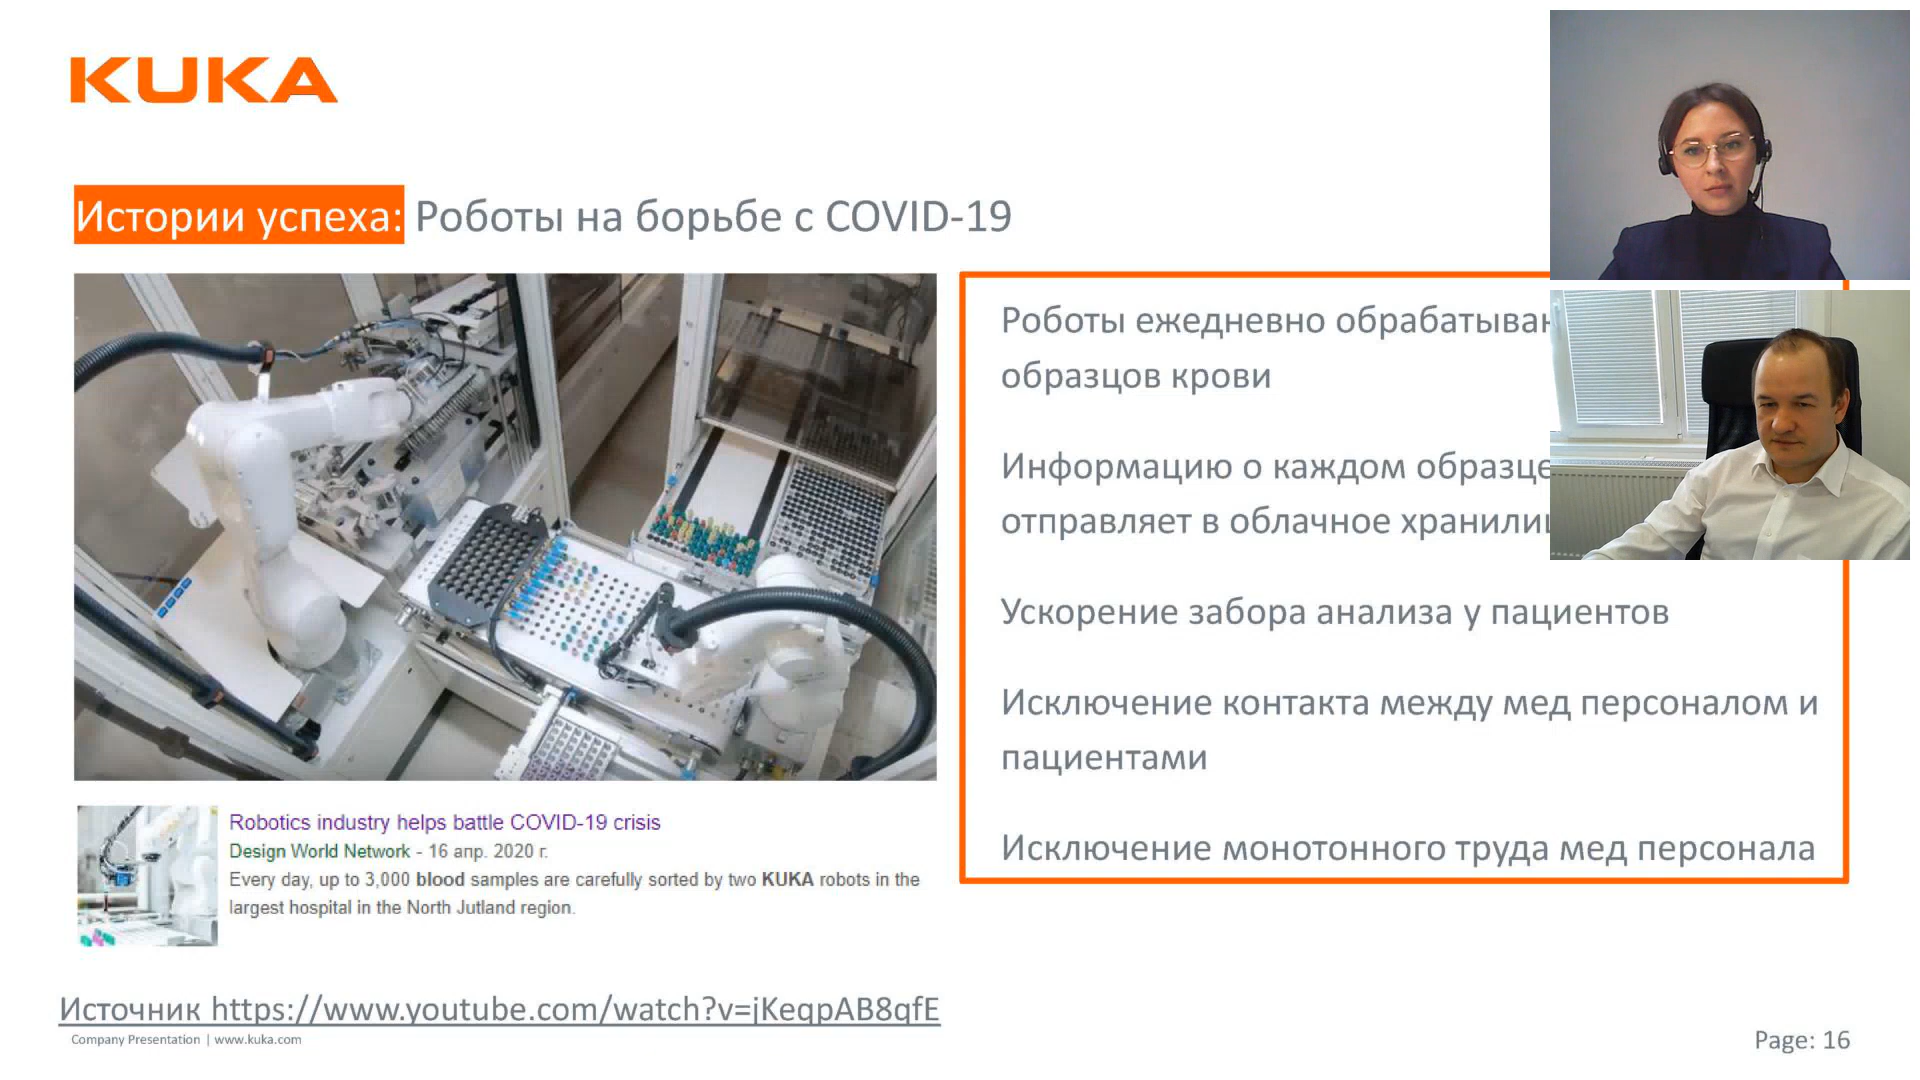 KUKA
Истории успеха: Роботы на борьбе с COVID-19
Роботы ежедневно
образцов крови
Информацию о каждом образце
отправляет в облачное
Ускорение забора анализа у пациентов
Исключение контакта между мед персоналом и
пациентами
Исключение монотонного труда мед персонала
Robotics industry helps battle COVID-19 crisis
Design World Network - 16 апр. 2020 г.
Every day, up to 3,000 blood samples are carefully sorted by two KUKA robots in the
largest hospital in the North Jutland region.
Источник https://www.youtube.com/watch?v=jKeqpAB8qfE
Company Presentation | www.kuka.com
Page: 16